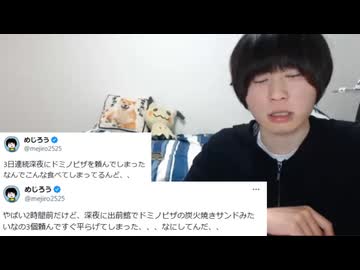 めじろう
@mejiro2525
3日連続深夜にドミノピザを頼んでしまった
なんでこんな食べてしまってるんど、、
めじろう
@mejiro2525
やばい2時間前だけど、深夜に出前館でドミノピザの炭火焼きサンドみた
いなの3個頼んですぐ平らげてしまった、、、なにしてんだ、、